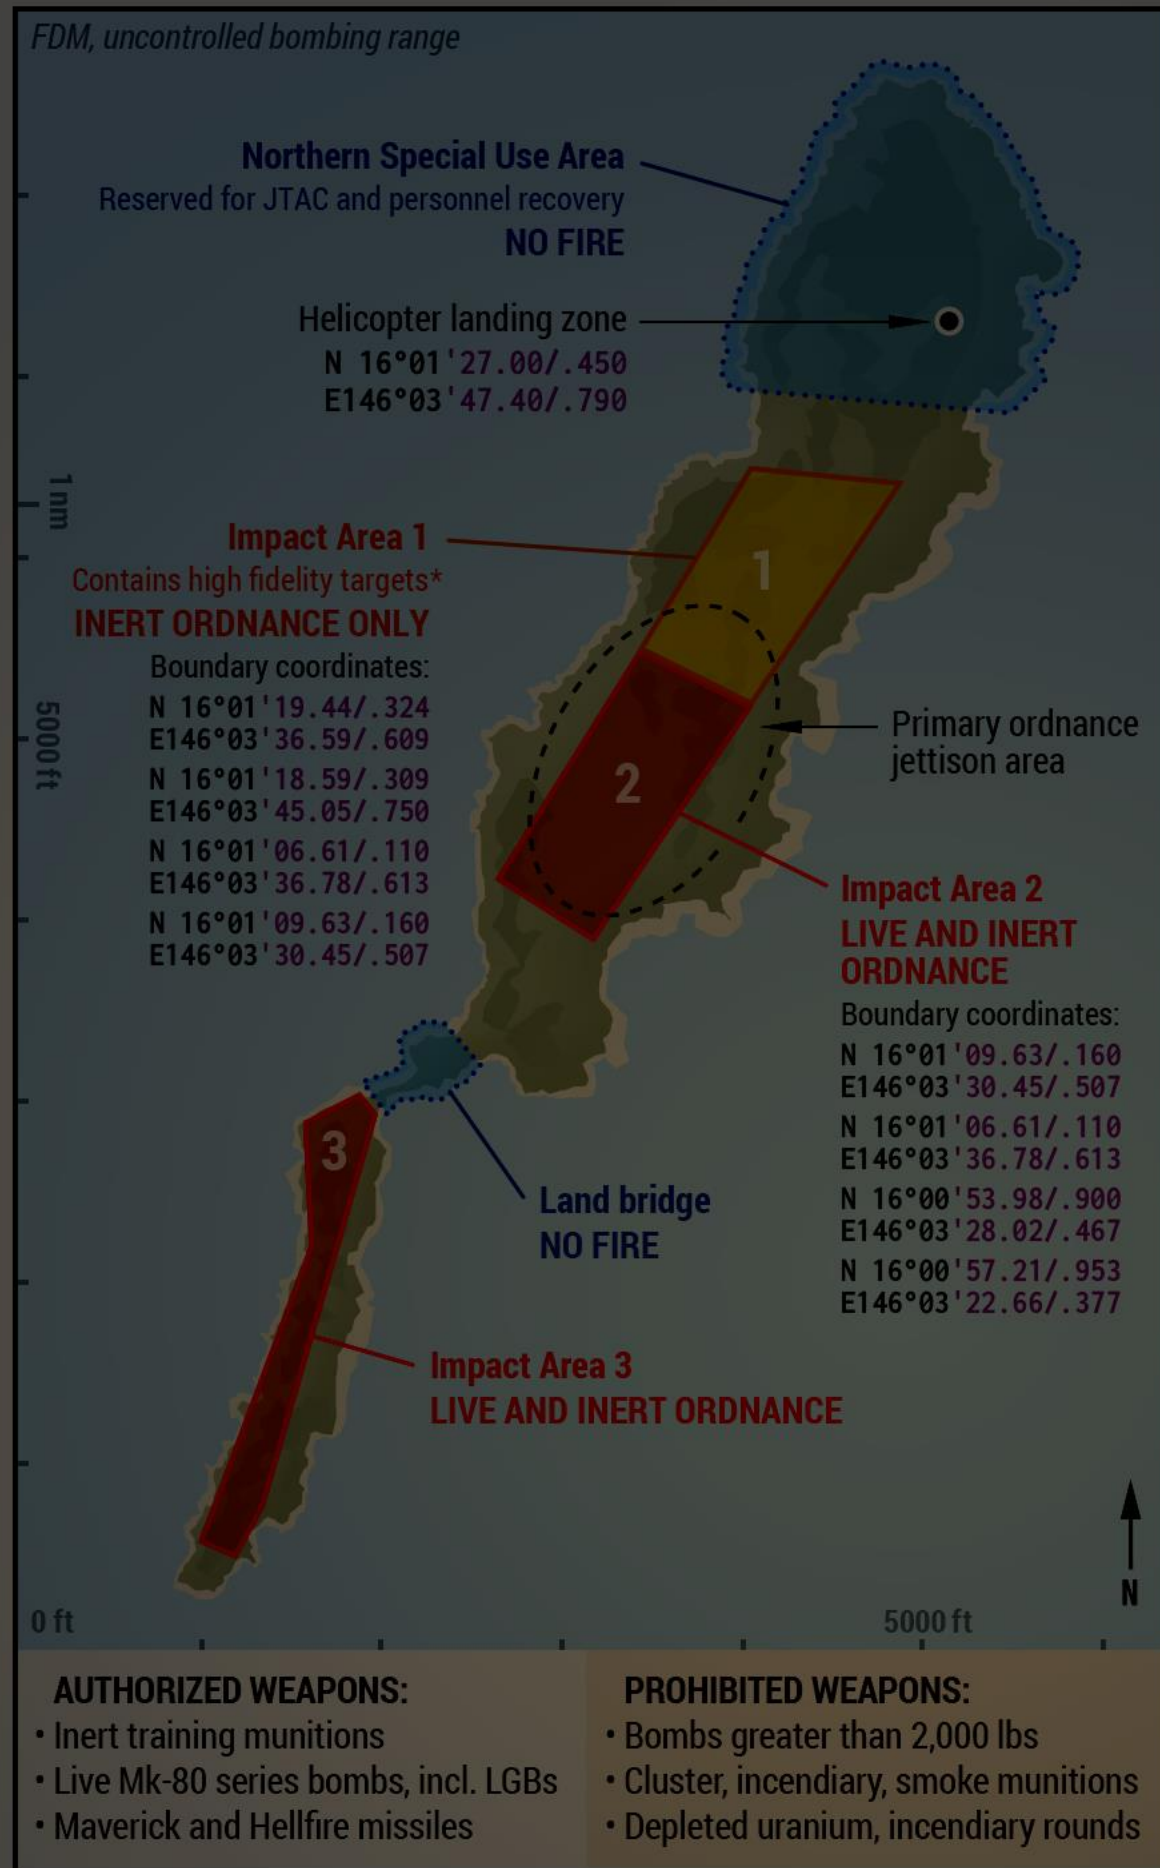 FDM, uncontrolled bombing range
Northern Special Use Area
Reserved for JTAC and personnel recovery
NO FIRE
Helicopter landing zone
N 16°01'27.00/.450
E146°03'47.40/.790
1 nm
Impact Area 1
Contains high fidelity targets*
INERT ORDNANCE ONLY
Boundary coordinates:
N 16°01'19.44/.324
E146°03'36.59/.609
N 16°01'18.59/.309
E146°03'45.05/.750
N 16°01'06.61/.110
E146°03'36.78/.613
N 16°01'09.63/.160
E146°03'30.45/.507
5000 ft
1
2
Primary ordnance
jettison area
Impact Area 2
LIVE AND INERT
ORDNANCE
Boundary coordinates:
N 16°01'09.63/.160
E146°03'30.45/.507
N 16°01'06.61/.110
E146°03'36.78/.613
N 16°00'53.98/.900
E146°03'28.02/.467
N 16°00'57.21/.953
E146°03'22.66/.377
3
Land bridge
NO FIRE
Impact Area 3
LIVE AND INERT ORDNANCE
N
0 ft
5000 ft
AUTHORIZED WEAPONS:
• Inert training munitions
• Live Mk-80 series bombs, incl. LGBs
• Maverick and Hellfire missiles
PROHIBITED WEAPONS:
• Bombs greater than 2,000 lbs
• Cluster, incendiary, smoke munitions
• Depleted uranium, incendiary rounds